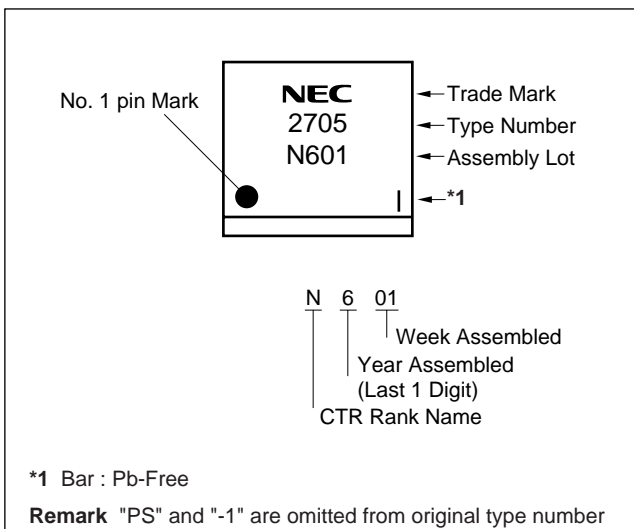 No. 1 pin Mark
NEC
2705
N601
Trade Mark
Type Number
Assembly Lot
*1
N 6 01
Week Assembled
Year Assembled
(Last 1 Digit)
CTR Rank Name
*1 Bar : Pb-Free
Remark "PS" and "-1" are omitted from original type number